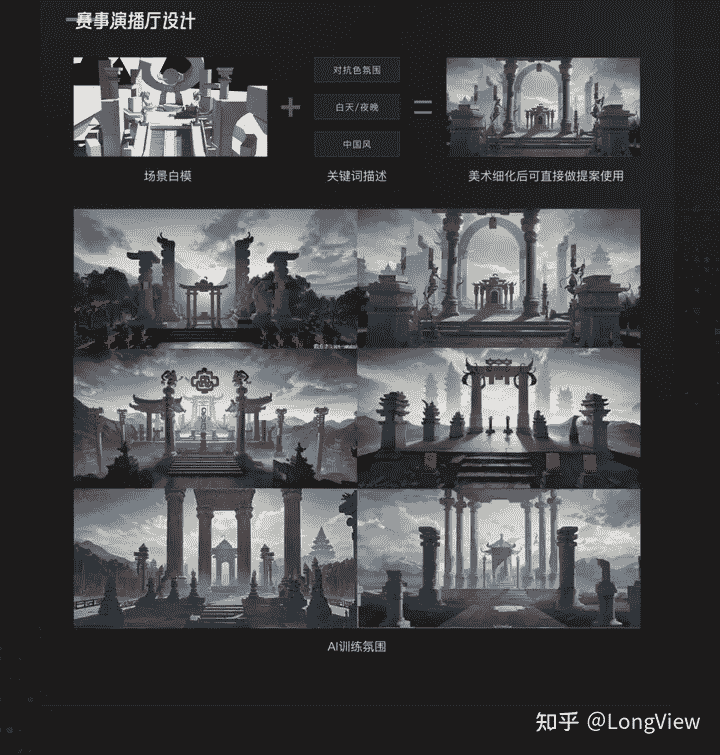 赛事演播厅设计
对抗色氛围
白天/夜晚
中国风
场景白模
关键词描述
美术细化后可直接做提案使用
AI训练氛围
知乎 @LongView